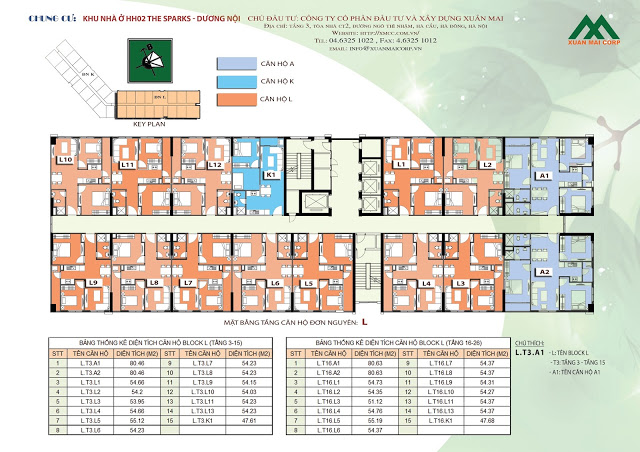 CHUNG CƯ: KHU NHÀ Ở HH02 THE SPARKS - DƯƠNG NỘI
CHỦ ĐẦU TƯ: CÔNG TY CỔ PHẦN ĐẦU TƯ VÀ XÂY DỰNG XUÂN MAI
ĐỊA CHỈ: TẦNG 3, TÒA NHÀ CT2, ĐƯỜNG NGÔ THÌ NHẬM, HÀ CẦU, HÀ ĐÔNG, HÀ NỘI
WEBSITE: HTTP://XMCC.COM.VN/
TEL: 04.6325 1022 , FAX: 4.6325 1012
EMAIL: INFO@XUANMAICORP.VN
XUAN MAI CORP
B
ĐN K
ĐN L
KEY PLAN
CĂN HỘ A
CĂN HỘ K
CĂN HỘ L
L10
L11
L12
K1
L1
L2
A1
L9
L8
L7
L6
L5
L4
L3
A2
MẶT BẰNG TẦNG CĂN HỘ ĐƠN NGUYÊN: L
BẢNG THỐNG KÊ DIỆN TÍCH CĂN HỘ BLOCK L (TẦNG 3-15)
STT TÊN CĂN HỘ DIỆN TÍCH (M2) STT TÊN CĂN HỘ DIỆN TÍCH (M2)
1 L.T3.A1 80.46 9 L.T3.L7 54.23
2 L.T3.A2 80.46 10 L.T3.L8 54.23
3 L.T3.L1 54.66 11 L.T3.L9 54.15
4 L.T3.L2 54.2 12 L.T3.L10 54.03
5 L.T3.L3 53.95 13 L.T3.L11 54.23
6 L.T3.L4 54.66 14 L.T3.L13 54.23
7 L.T3.L5 55.12 15 L.T3.K1 47.61
8 L.T3.L6 54.23
BẢNG THỐNG KÊ DIỆN TÍCH CĂN HỘ BLOCK L (TẦNG 16-26)
STT TÊN CĂN HỘ DIỆN TÍCH (M2) STT TÊN CĂN HỘ DIỆN TÍCH (M2)
1 L.T16.A1 80.63 9 L.T16.L7 54.37
2 L.T16.A2 80.63 10 L.T16.L8 54.37
3 L.T16.L1 54.73 11 L.T16.L9 54.31
4 L.T16.L2 54.35 12 L.T16.L10 54.27
5 L.T16.L3 51.12 13 L.T16.L11 54.37
6 L.T16.L4 54.76 14 L.T16.L13 54.37
7 L.T16.L5 55.19 15 L.T16.K1 47.68
8 L.T16.L6 54.37
CHÚ THÍCH:
L.T3.A1 - L: TÊN BLOCK L
- T3: TẦNG 3 - TẦNG 15
- A1: TÊN CĂN HỘ A1